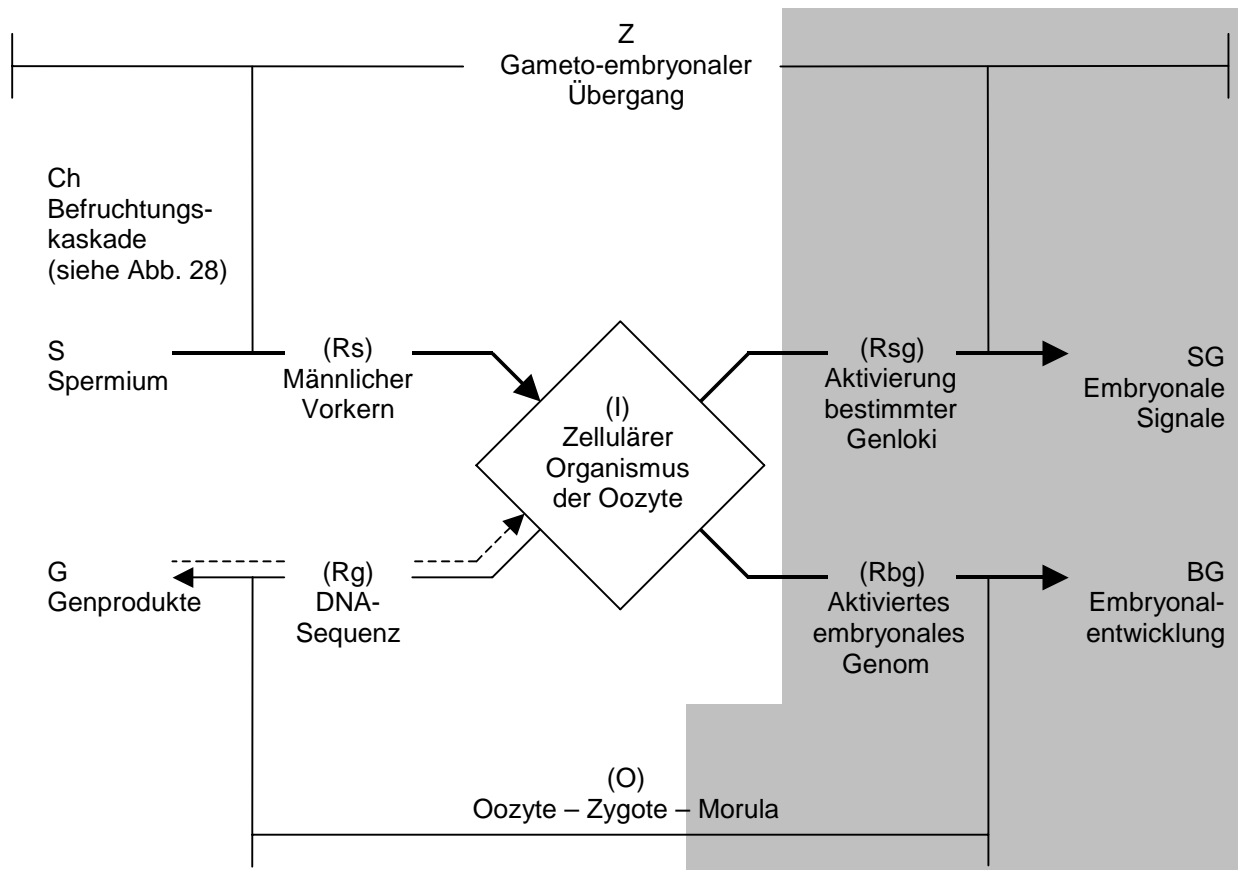 Z
Gameto-embryonaler
Übergang
Ch
Befruchtungs-
kaskade
(siehe Abb. 28)
S
Spermium
(Rs)
Männlicher
Vorkern
(I)
Zellulärer
Organismus
der Oozyte
(Rsg)
Aktivierung
bestimmter
Genloki
SG
Embryonale
Signale
G
Genprodukte
(Rg)
DNA-
Sequenz
(Rbg)
Aktiviertes
embryonales
Genom
BG
Embryonal-
entwicklung
(O)
Oozyte – Zygote – Morula